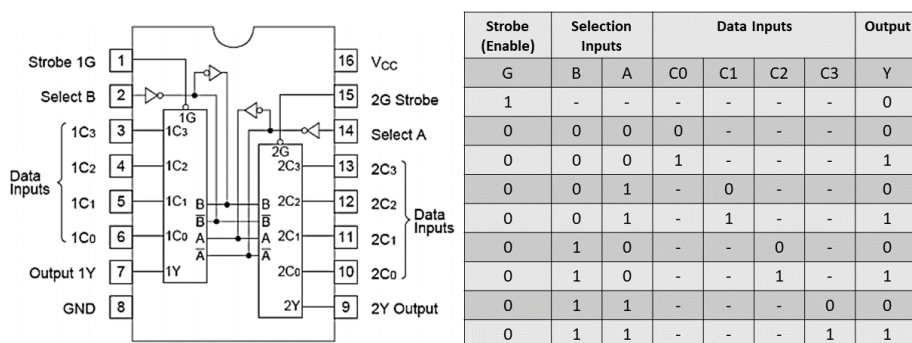 Strobe 1G 1 16 VCC
Select B 2 15 2G Strobe
1G
1C3 3 1C3 14 Select A
2G
Data Inputs
1C2 4 1C2 2C3 13 2C3
1C1 5 1C1 B B 2C2 12 2C2
B̅ B̅
Data Inputs
1C0 6 1C0 A A 2C1 11 2C1
A̅ A̅
Output 1Y 7 1Y 2C0 10 2C0
GND 8 2Y 9 2Y Output
Strobe (Enable) Selection Inputs Data Inputs Output
G B A C0 C1 C2 C3 Y
1 - - - - - - 0
0 0 0 0 - - - 0
0 0 0 1 - - - 1
0 0 1 - 0 - - 0
0 0 1 - 1 - - 1
0 1 0 - - 0 - 0
0 1 0 - - 1 - 1
0 1 1 - - - 0 0
0 1 1 - - - 1 1